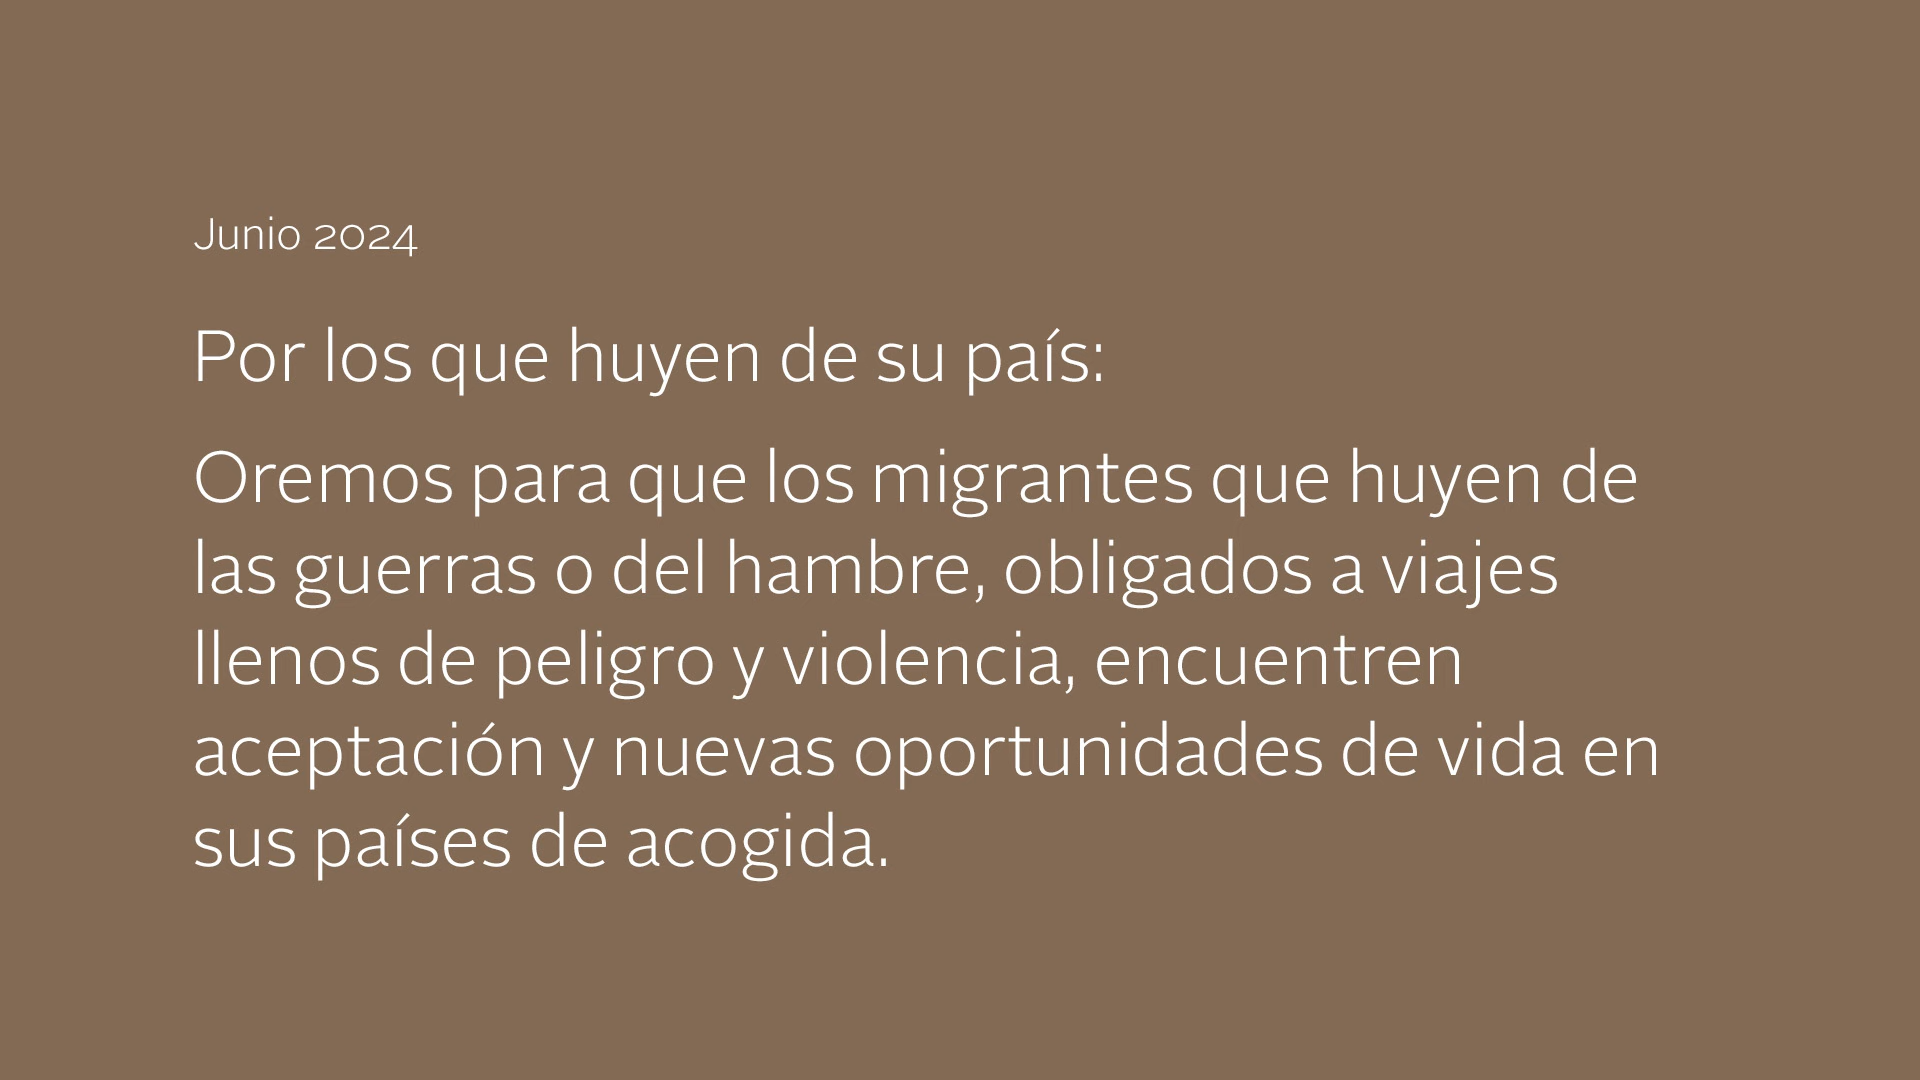 Junio 2024
Por los que huyen de su país:
Oremos para que los migrantes que huyen de
las guerras o del hambre, obligados a viajes
llenos de peligro y violencia, encuentren
aceptación y nuevas oportunidades de vida en
sus países de acogida.